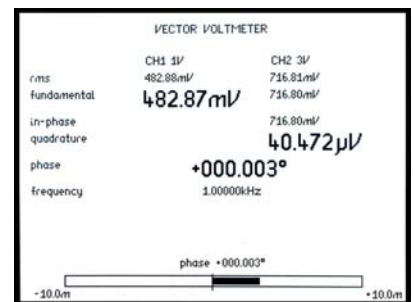 VECTOR VOLTMETER
CH1 1V CH2 3V
rms 482.88mV 716.81mV
fundamental 482.87mV 716.80mV
in-phase 716.80mV
quadrature 40.472µV
phase +000.003°
frequency 1.00000kHz
phase +000.003°
-10.0m +10.0m